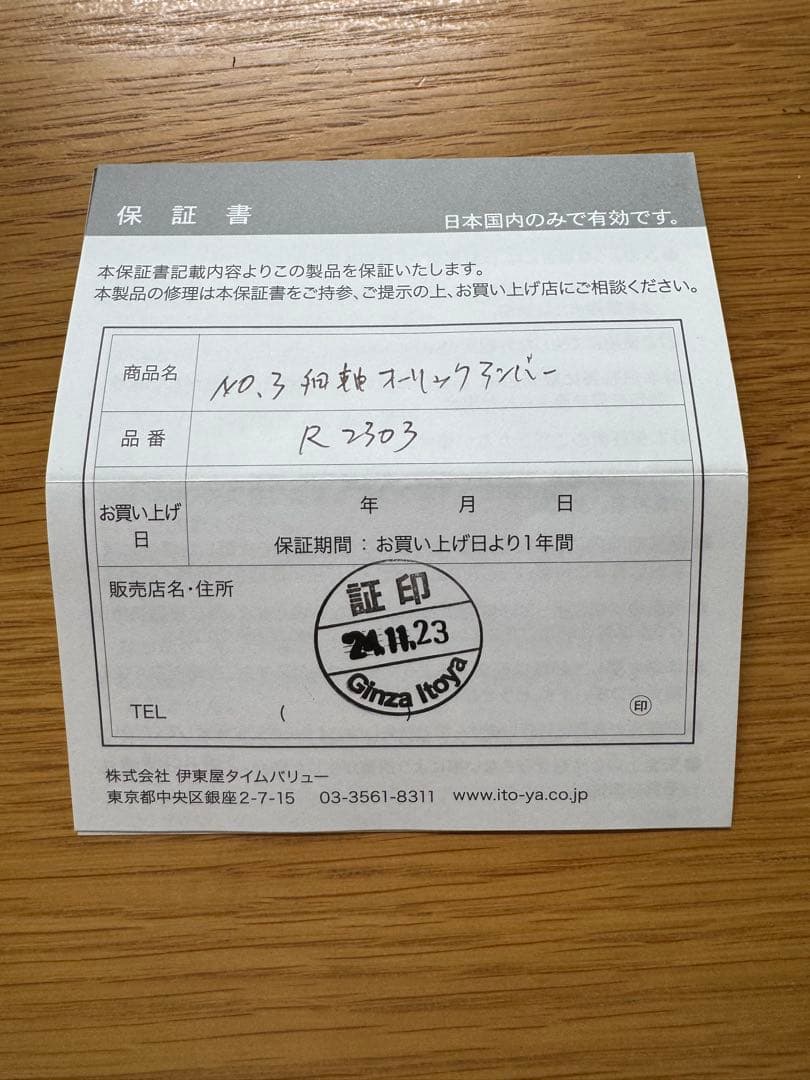 保証書
日本国内のみで有効です。
本保証書記載内容よりこの製品を保証いたします。
本製品の修理は本保証書をご持参、ご提示の上、お買い上げ店にご相談ください。
商品名 NO.3 細軸 オーリックアンバー
品番 R2303
お買い上げ日 年 月 日
保証期間：お買い上げ日より1年間
販売店名・住所
証印
24.11.23
Ginza Itoya
TEL ( ) 印
株式会社 伊東屋タイムバリュー
東京都中央区銀座2-7-15 03-3561-8311 www.ito-ya.co.jp